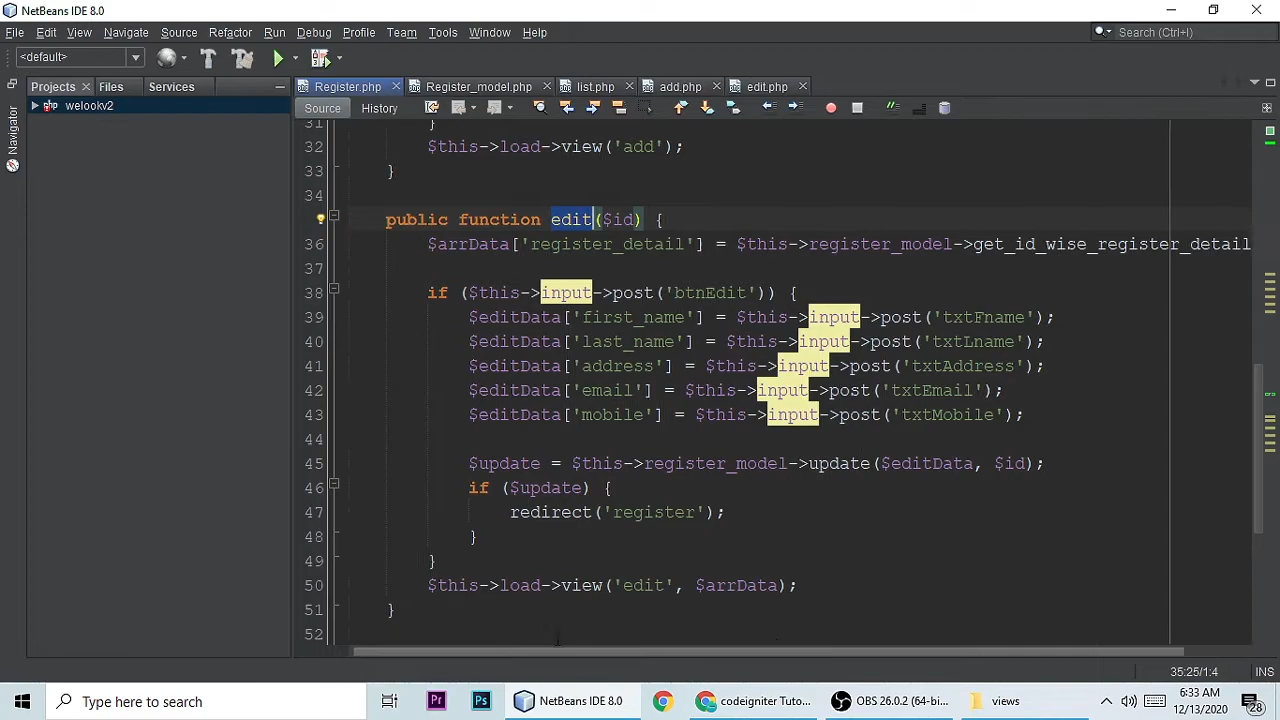 NetBeans IDE 8.0
File Edit View Navigate Source Refactor Run Debug Profile Team Tools Window Help Search (Ctrl+I)
<default>
Projects Files Services Register.php Register_model.php list.php add.php edit.php
welookv2
Navigator
Source History
31 }
32 $this->load->view('add');
33 }
34
public function edit($id) {
36 $arrData['register_detail'] = $this->register_model->get_id_wise_register_detail
37
38 if ($this->input->post('btnEdit')) {
39 $editData['first_name'] = $this->input->post('txtFname');
40 $editData['last_name'] = $this->input->post('txtLname');
41 $editData['address'] = $this->input->post('txtAddress');
42 $editData['email'] = $this->input->post('txtEmail');
43 $editData['mobile'] = $this->input->post('txtMobile');
44
45 $update = $this->register_model->update($editData, $id);
46 if ($update) {
47 redirect('register');
48 }
49 }
50 $this->load->view('edit', $arrData);
51 }
52
35:25/1:4 INS
Type here to search Pr Ps NetBeans IDE 8.0 codeigniter Tuto... OBS 26.0.2 (64-bi... views 6:33 AM
12/13/2020 28